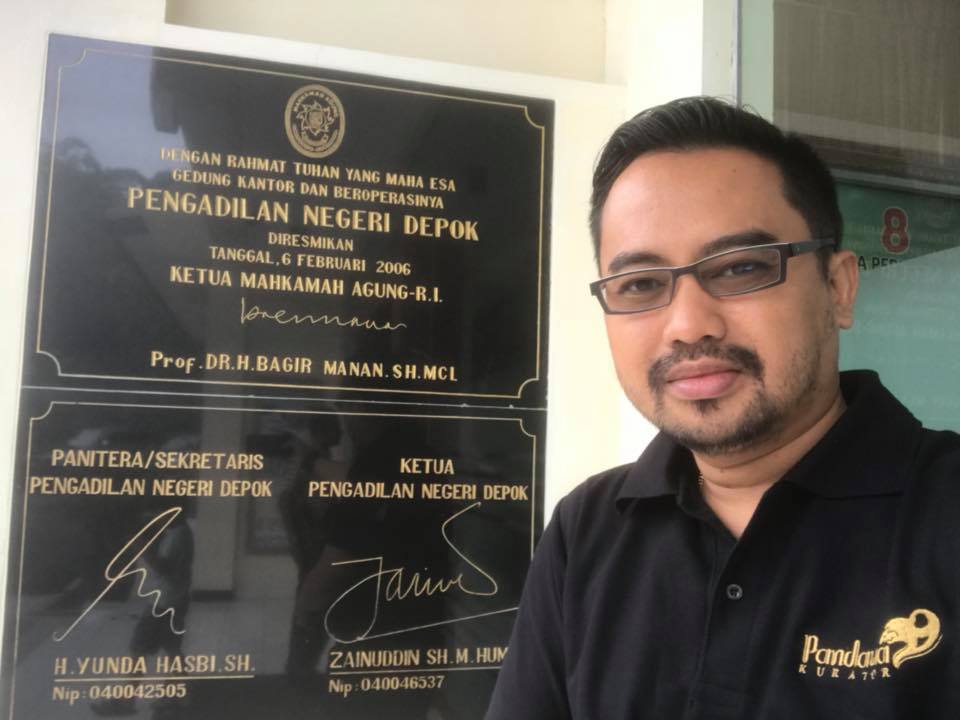 DENGAN RAHMAT TUHAN YANG MAHA ESA
GEDUNG KANTOR DAN BEROPERASINYA
PENGADILAN NEGERI DEPOK
DIRESMIKAN
TANGGAL, 6 FEBRUARI 2006
KETUA MAHKAMAH AGUNG-R.I.
Prof.DR.H.BAGIR MANAN.SH.MCL
PANITERA/SEKRETARIS
PENGADILAN NEGERI DEPOK
H.YUNDA HASBI,SH.
Nip: 040042505
KETUA
PENGADILAN NEGERI DEPOK
ZAINUDDIN SH.M.HUM
Nip: 040046537
8
Pandawa
KURATOR